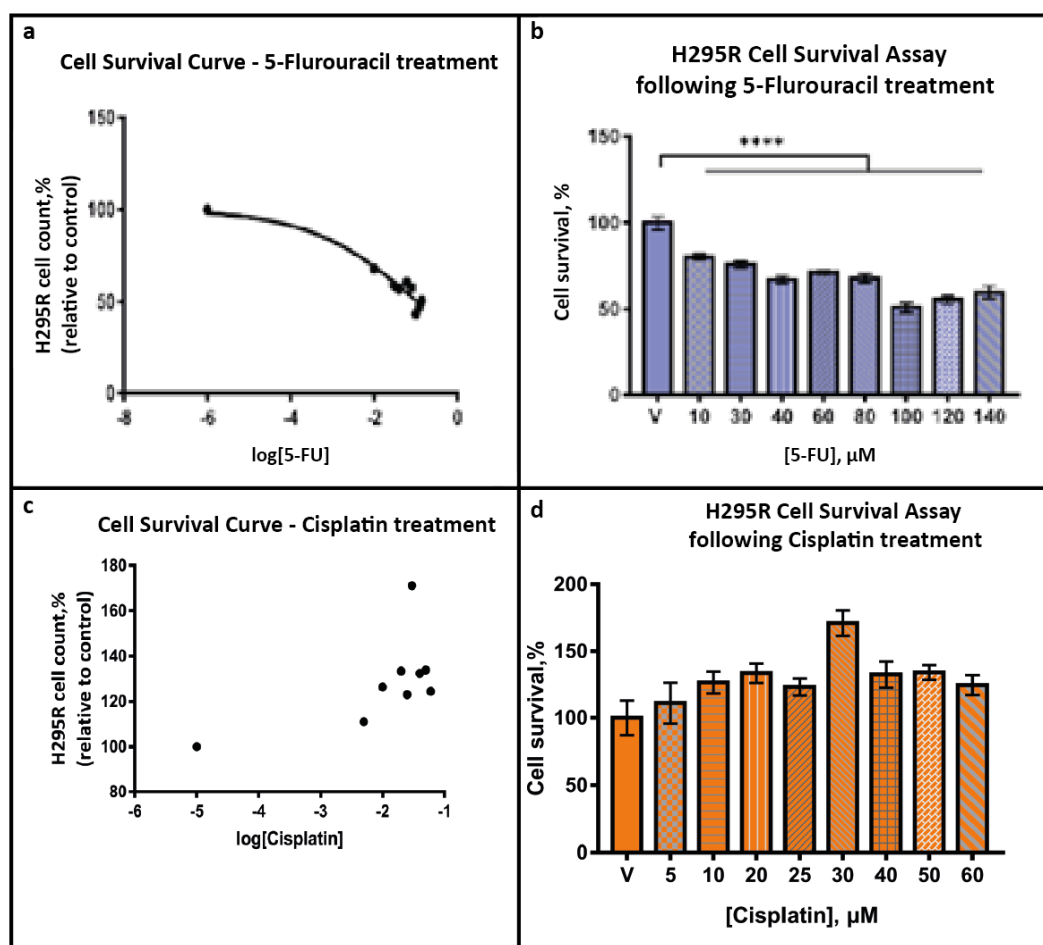 a
Cell Survival Curve - 5-Flurouracil treatment
H295R cell count,%
(relative to control)
150
100
50
0
-8
-6
-4
-2
0
log[5-FU]
b
H295R Cell Survival Assay
following 5-Flurouracil treatment
****
Cell survival, %
150
100
50
0
V
10
30
40
60
80
100
120
140
[5-FU], µM
c
Cell Survival Curve - Cisplatin treatment
H295R cell count,%
(relative to control)
180
160
140
120
100
80
-6
-5
-4
-3
-2
-1
log[Cisplatin]
d
H295R Cell Survival Assay
following Cisplatin treatment
Cell survival,%
200
150
100
50
0
V
5
10
20
25
30
40
50
60
[Cisplatin], µM